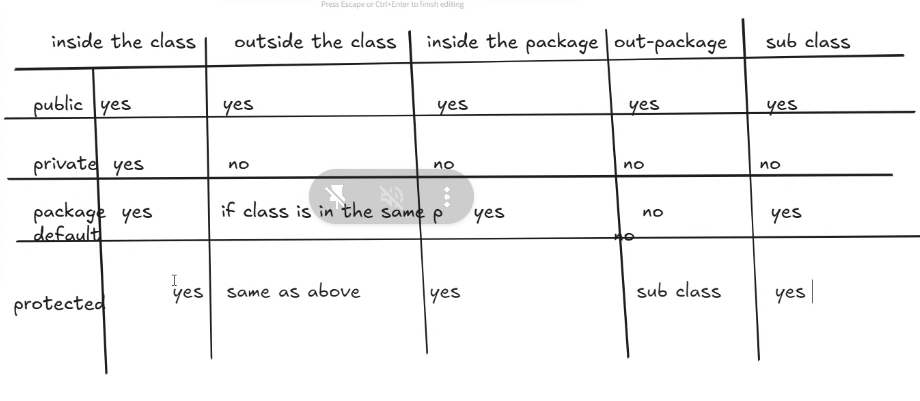 Press Escape or Ctrl+Enter to finish editing
inside the class outside the class inside the package out-package sub class
public yes yes yes yes yes
private yes no no no no
package yes if class is in the same p yes no yes
default no
protected yes same as above yes sub class yes